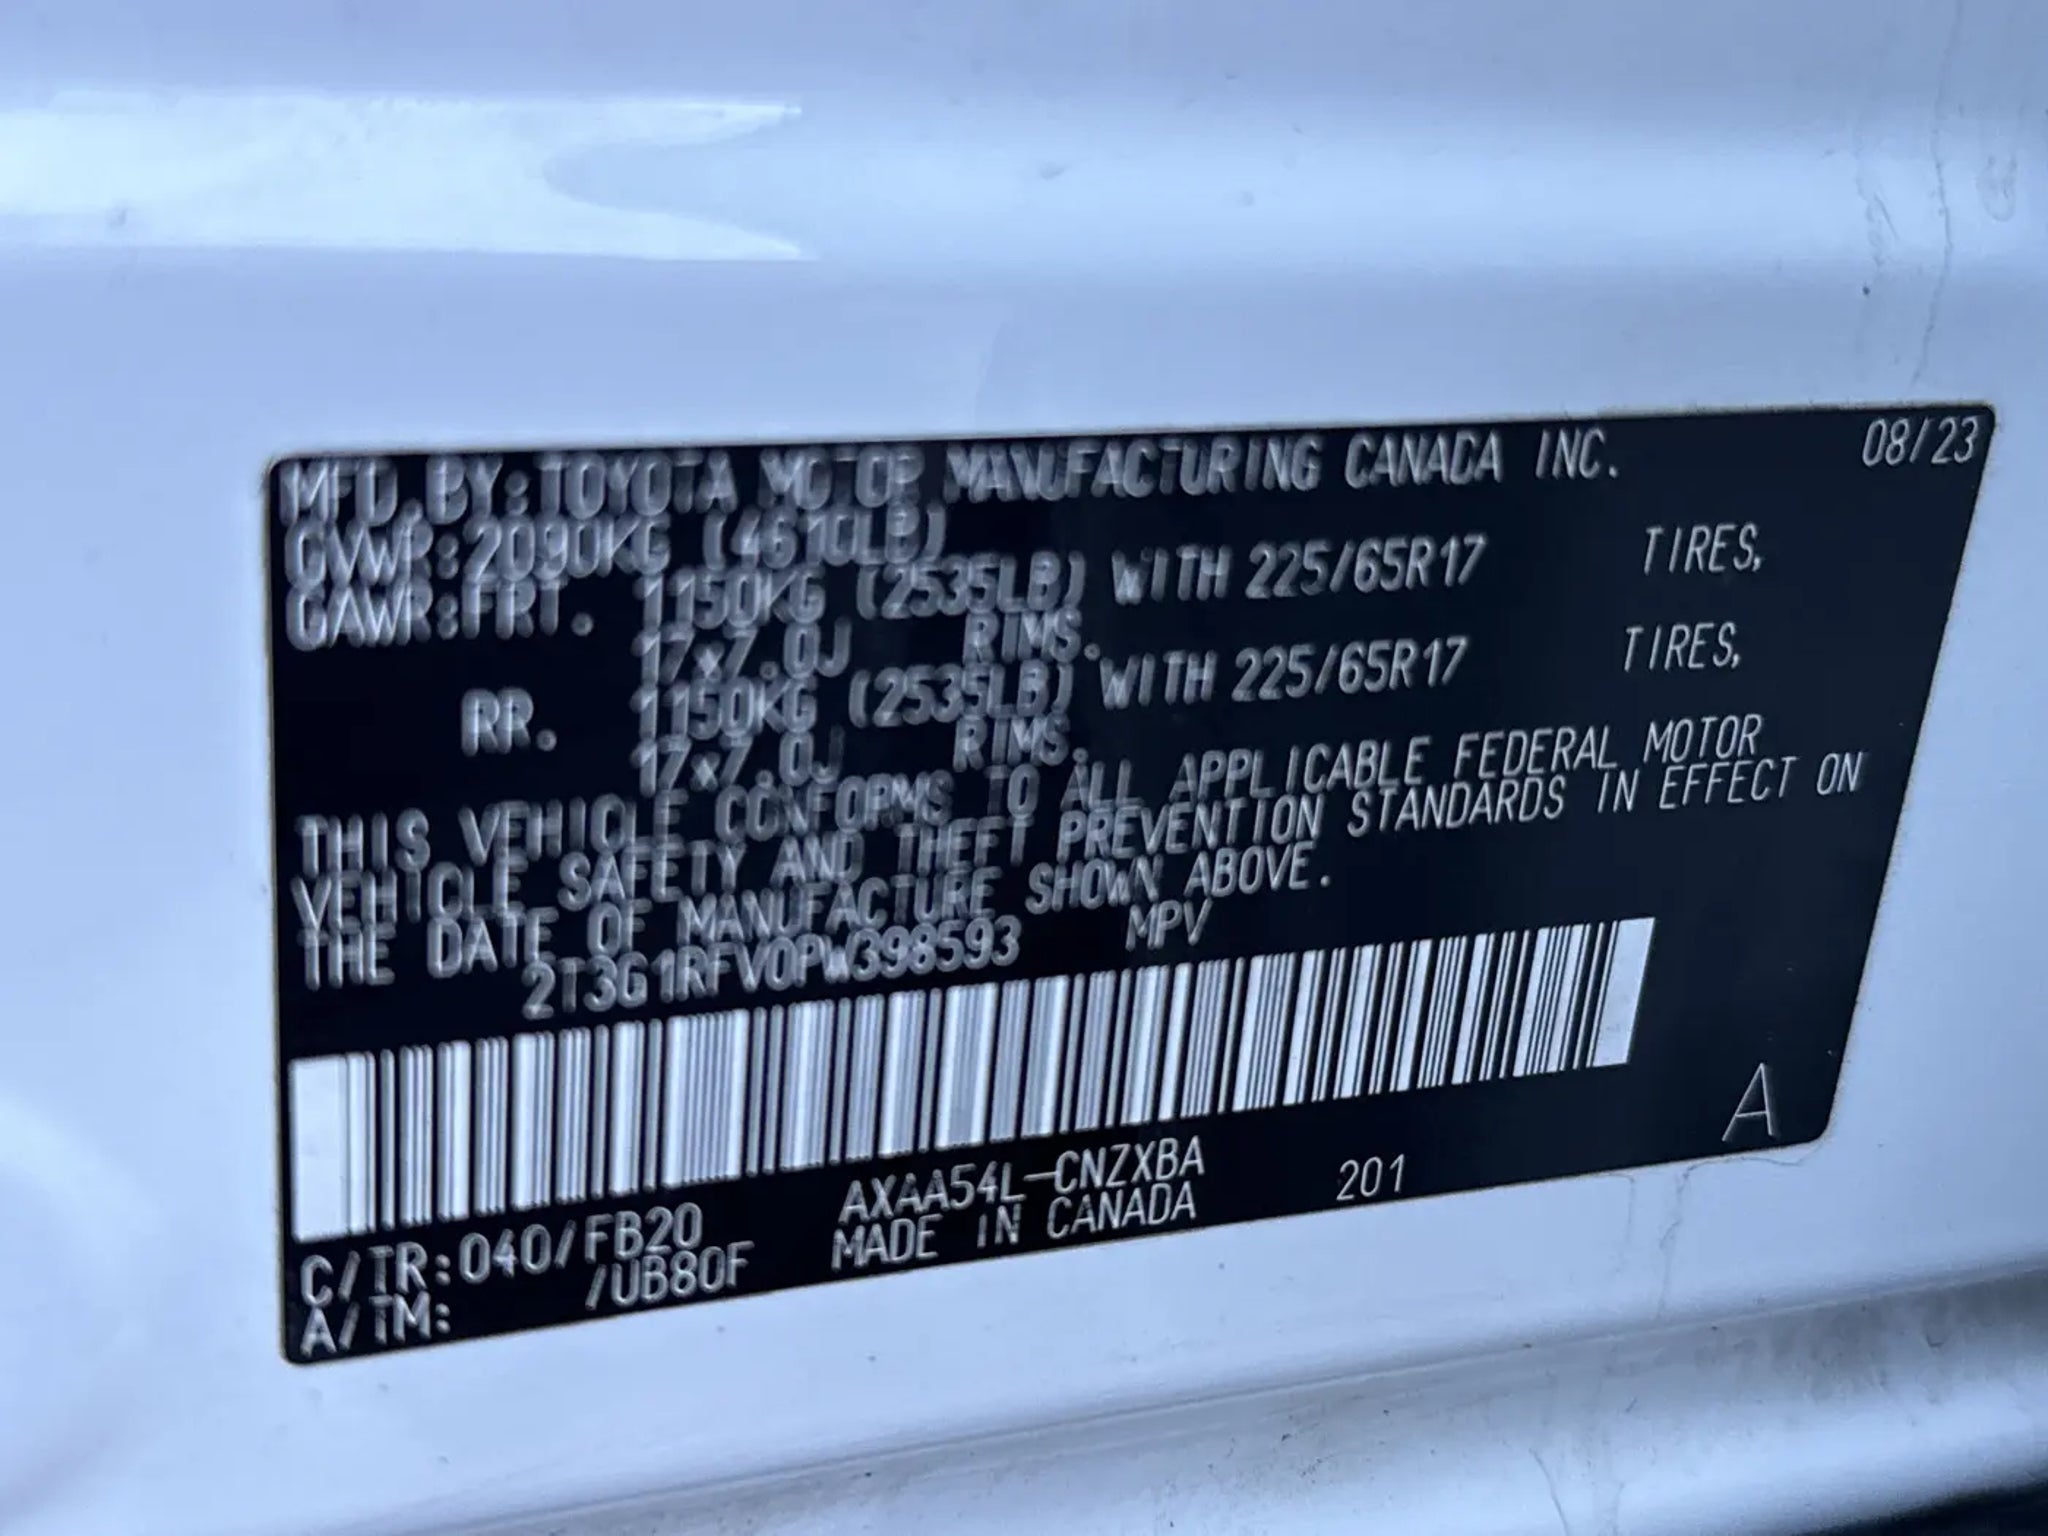 MFD.BY:TOYOTA MOTOR MANUFACTURING CANADA INC. 08/23
GVWR:2090KG (4610LB)
GAWR:FRT. 1150KG (2535LB) WITH 225/65R17 TIRES,
17x7.0J RIMS.
RR. 1150KG (2535LB) WITH 225/65R17 TIRES,
17x7.0J RIMS.
THIS VEHICLE CONFORMS TO ALL APPLICABLE FEDERAL MOTOR
VEHICLE SAFETY AND THEFT PREVENTION STANDARDS IN EFFECT ON
THE DATE OF MANUFACTURE SHOWN ABOVE.
2T3G1RFV0PW398593 MPV
C/TR:040/FB20 AXAA54L-CNZXBA 201 A
A/TM: /UB80F MADE IN CANADA